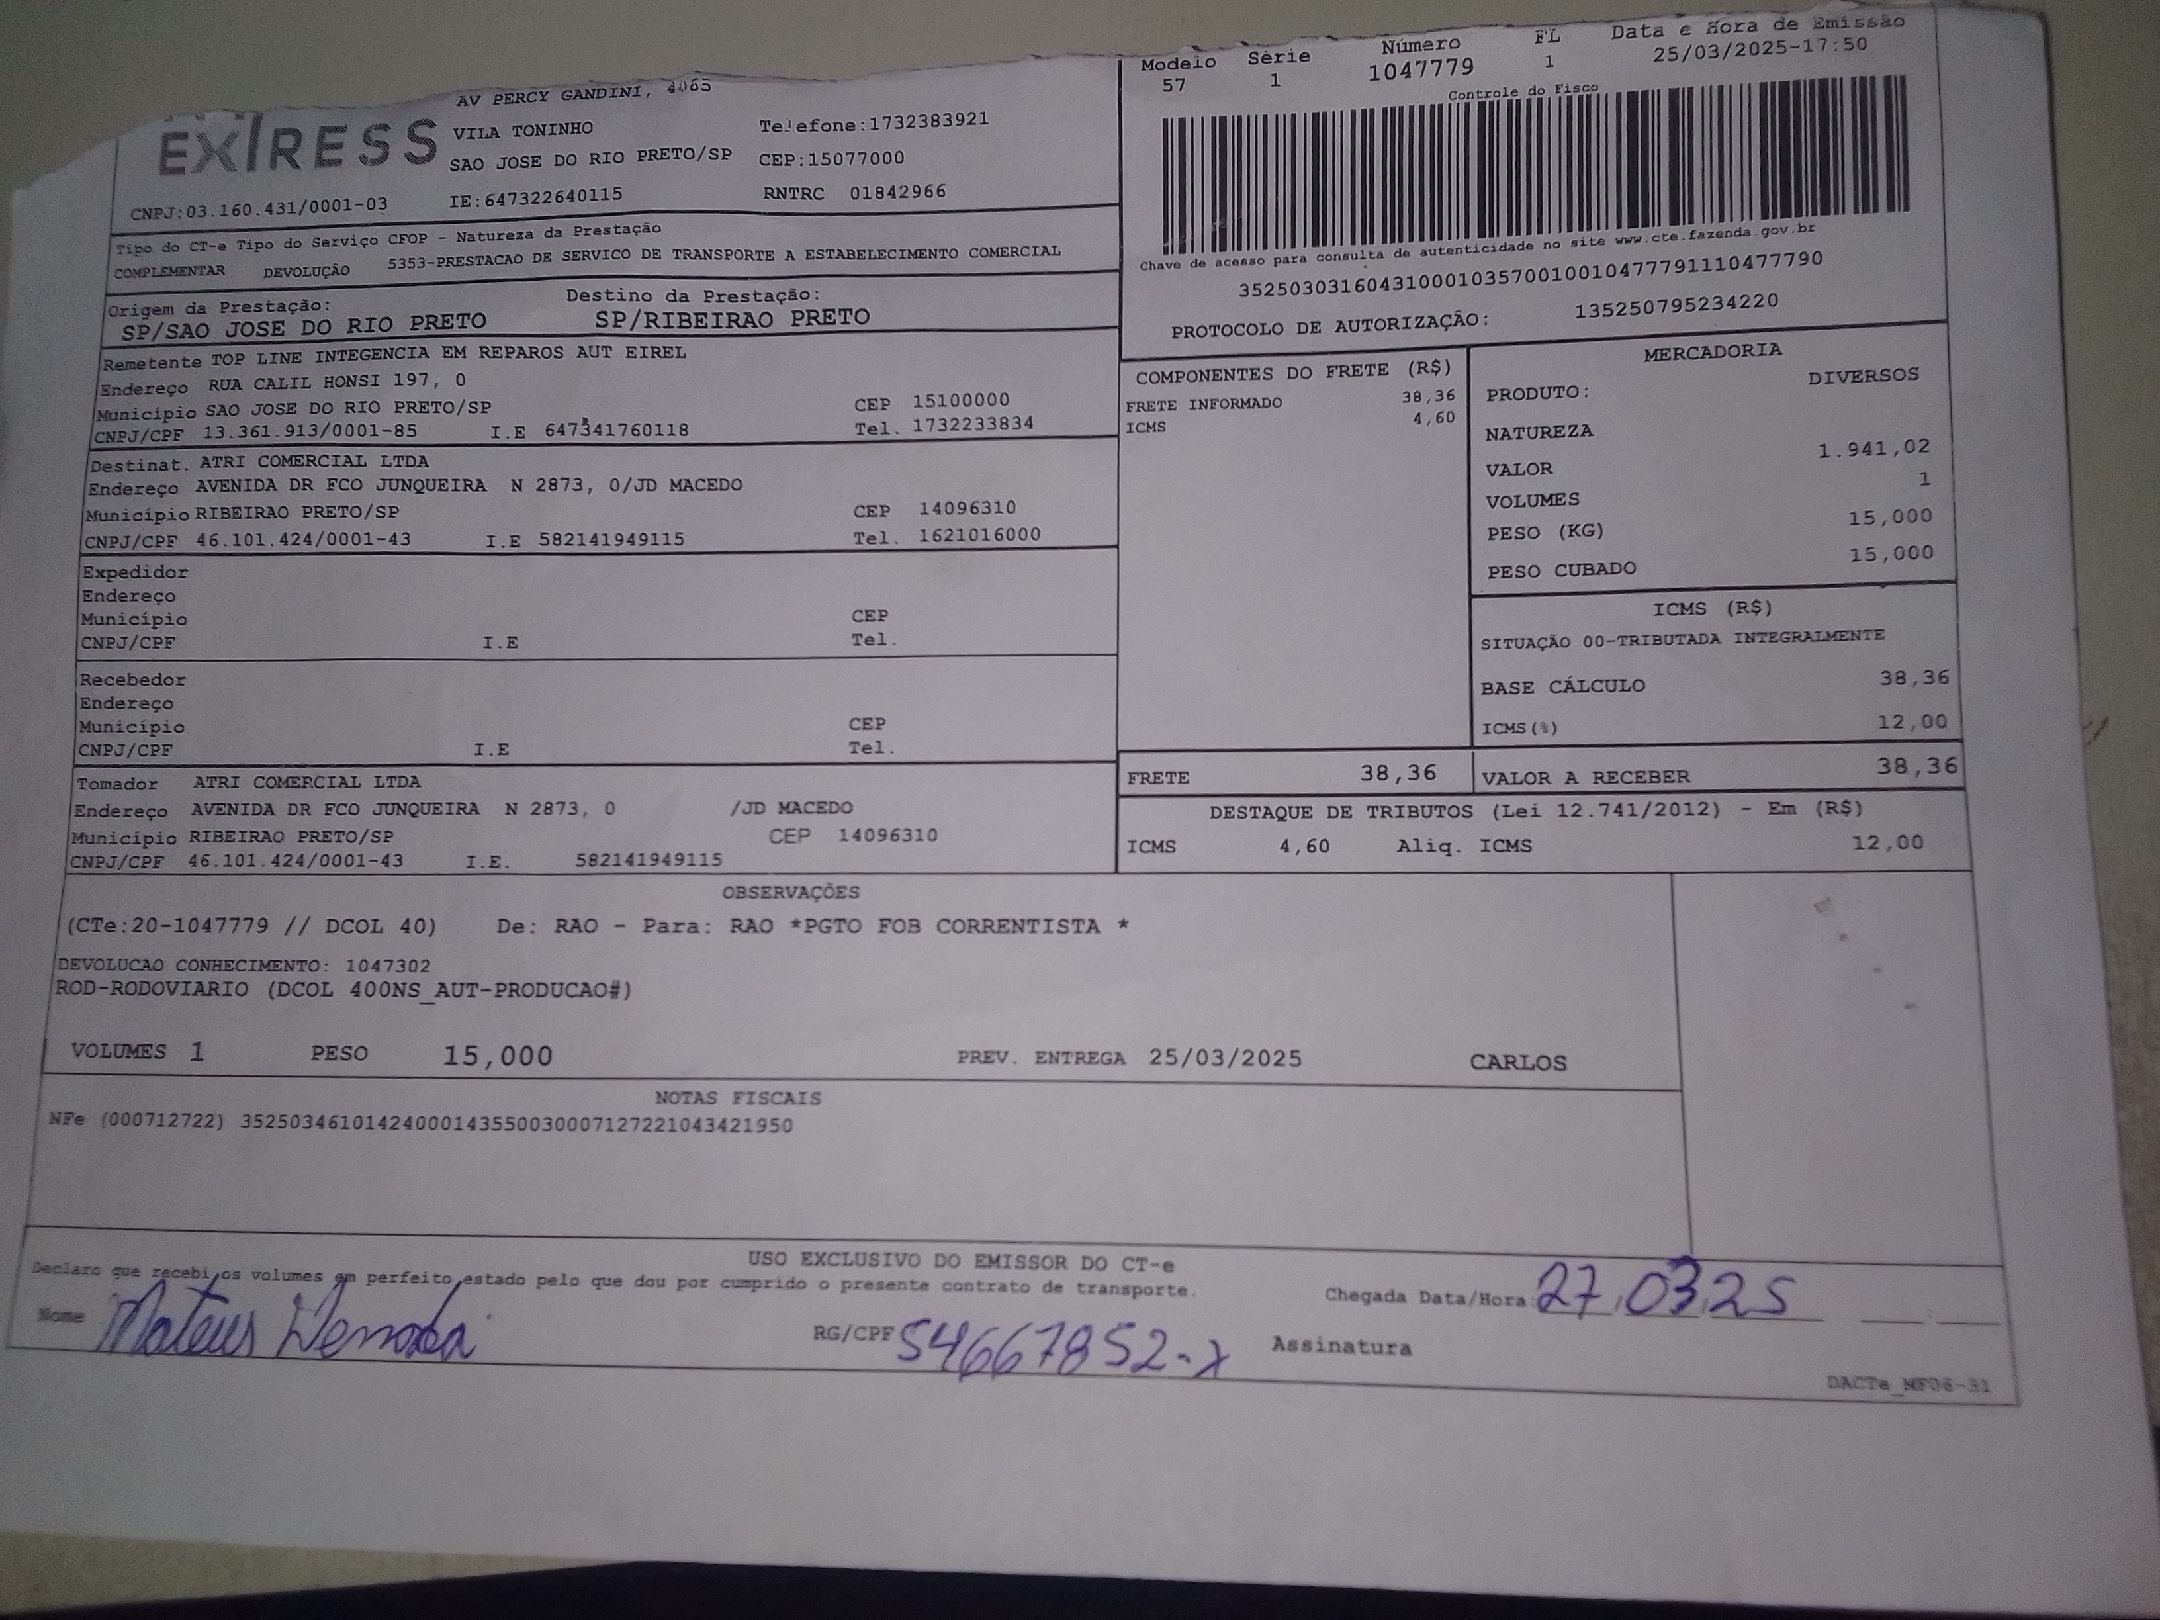 Modelo Série Número FL Data e Hora de Emissão
57 1 1047779 1 25/03/2025-17:50
Controle do Fisco
AV PERCY GANDINI, 4065
EXPRESS
VILA TONINHO Telefone:1732383921
SAO JOSE DO RIO PRETO/SP CEP:15077000
CNPJ:03.160.431/0001-03 IE:647322640115 RNTRC 01842966
Tipo do CT-e Tipo do Serviço CFOP - Natureza da Prestação
COMPLEMENTAR DEVOLUÇÃO 5353-PRESTACAO DE SERVICO DE TRANSPORTE A ESTABELECIMENTO COMERCIAL
Chave de acesso para consulta de autenticidade no site www.cte.fazenda.gov.br
35250303160431000103570010010477791110477790
PROTOCOLO DE AUTORIZAÇÃO: 135250795234220
Origem da Prestação: Destino da Prestação:
SP/SAO JOSE DO RIO PRETO SP/RIBEIRAO PRETO
Remetente TOP LINE INTEGENCIA EM REPAROS AUT EIREL
Endereço RUA CALIL HONSI 197, 0
Município SAO JOSE DO RIO PRETO/SP CEP 15100000
CNPJ/CPF 13.361.913/0001-85 I.E 647341760118 Tel. 1732233834
Destinat. ATRI COMERCIAL LTDA
Endereço AVENIDA DR FCO JUNQUEIRA N 2873, 0/JD MACEDO
Município RIBEIRAO PRETO/SP CEP 14096310
CNPJ/CPF 46.101.424/0001-43 I.E 582141949115 Tel. 1621016000
Expedidor
Endereço
Município CEP
CNPJ/CPF I.E Tel.
Recebedor
Endereço
Município CEP
CNPJ/CPF I.E Tel.
Tomador ATRI COMERCIAL LTDA
Endereço AVENIDA DR FCO JUNQUEIRA N 2873, 0 /JD MACEDO
Município RIBEIRAO PRETO/SP CEP 14096310
CNPJ/CPF 46.101.424/0001-43 I.E. 582141949115
COMPONENTES DO FRETE (R$)
FRETE INFORMADO 38,36
ICMS 4,60
MERCADORIA
PRODUTO: DIVERSOS
NATUREZA
VALOR 1.941,02
VOLUMES 1
PESO (KG) 15,000
PESO CUBADO 15,000
ICMS (R$)
SITUAÇÃO 00-TRIBUTADA INTEGRALMENTE
BASE CÁLCULO 38,36
ICMS(%) 12,00
FRETE 38,36 VALOR A RECEBER 38,36
DESTAQUE DE TRIBUTOS (Lei 12.741/2012) - Em (R$)
ICMS 4,60 Aliq. ICMS 12,00
OBSERVAÇÕES
(CTe:20-1047779 // DCOL 40) De: RAO - Para: RAO *PGTO FOB CORRENTISTA *
DEVOLUCAO CONHECIMENTO: 1047302
ROD-RODOVIARIO (DCOL 400NS_AUT-PRODUCAO#)
VOLUMES 1 PESO 15,000 PREV. ENTREGA 25/03/2025 CARLOS
NOTAS FISCAIS
NFe (000712722) 35250346101424000143550030007127221043421950
USO EXCLUSIVO DO EMISSOR DO CT-e
Declaro que recebi os volumes em perfeito estado pelo que dou por cumprido o presente contrato de transporte.
Chegada Data/Hora 27/03/25
Nome Mateus RG/CPF 54667852-x Assinatura
DACTe_MF06-31